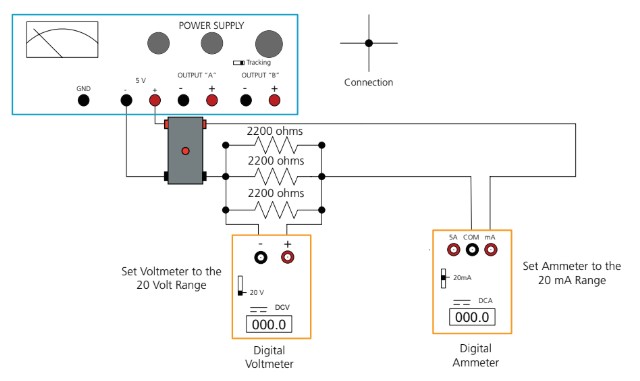 POWER SUPPLY
Tracking
5 V
OUTPUT "A"
OUTPUT "B"
GND
-
+
-
+
-
+
Connection
2200 ohms
2200 ohms
2200 ohms
-
+
5A COM mA
Set Voltmeter to the
20 Volt Range
20 V
DCV
000.0
Digital
Voltmeter
Set Ammeter to the
20 mA Range
20mA
DCA
000.0
Digital
Ammeter